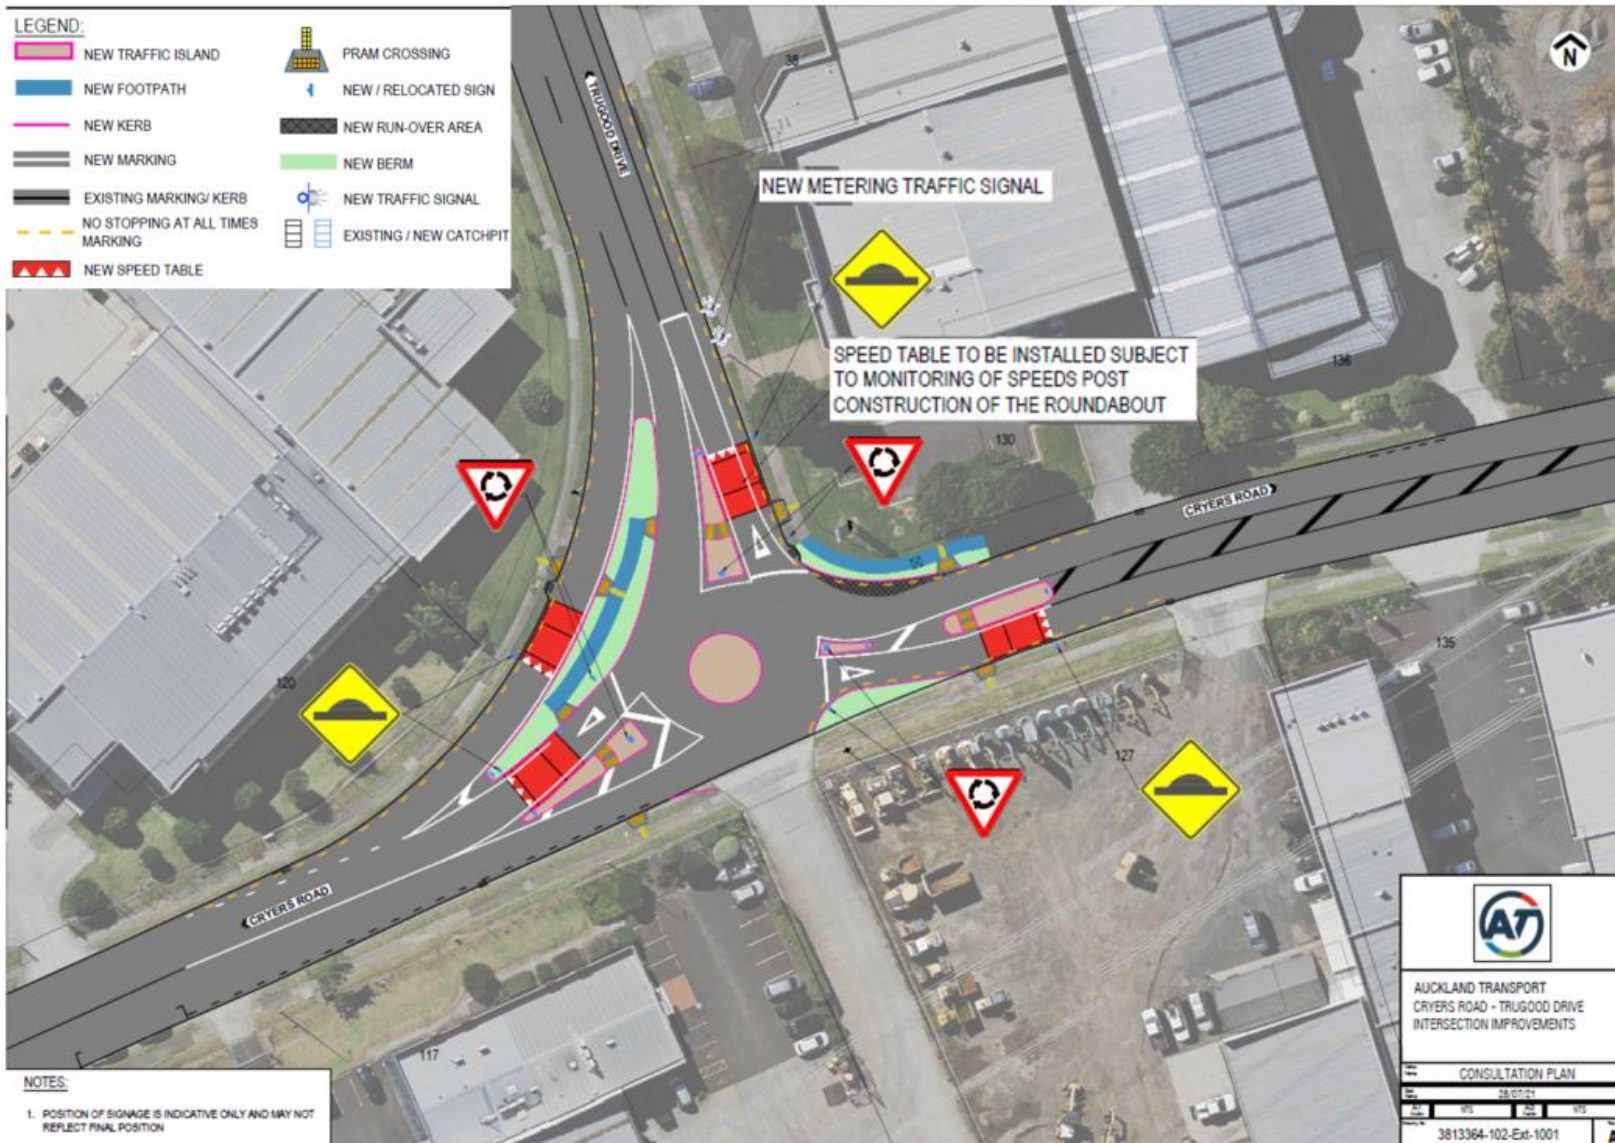 LEGEND:
NEW TRAFFIC ISLAND
NEW FOOTPATH
NEW KERB
NEW MARKING
EXISTING MARKING/ KERB
NO STOPPING AT ALL TIMES
MARKING
NEW SPEED TABLE
PRAM CROSSING
NEW / RELOCATED SIGN
NEW RUN-OVER AREA
NEW BERM
NEW TRAFFIC SIGNAL
EXISTING / NEW CATCHPIT
N
TRUGOOD DRIVE
38
NEW METERING TRAFFIC SIGNAL
SPEED TABLE TO BE INSTALLED SUBJECT
TO MONITORING OF SPEEDS POST
CONSTRUCTION OF THE ROUNDABOUT
136
130
CRYERS ROAD
50
135
120
127
CRYERS ROAD
117
NOTES:
1. POSITION OF SIGNAGE IS INDICATIVE ONLY AND MAY NOT
REFLECT FINAL POSITION
AT
AUCKLAND TRANSPORT
CRYERS ROAD - TRUGOOD DRIVE
INTERSECTION IMPROVEMENTS
CONSULTATION PLAN
28/07/21
NTS
NTS
3813364-102-Ext-1001
A